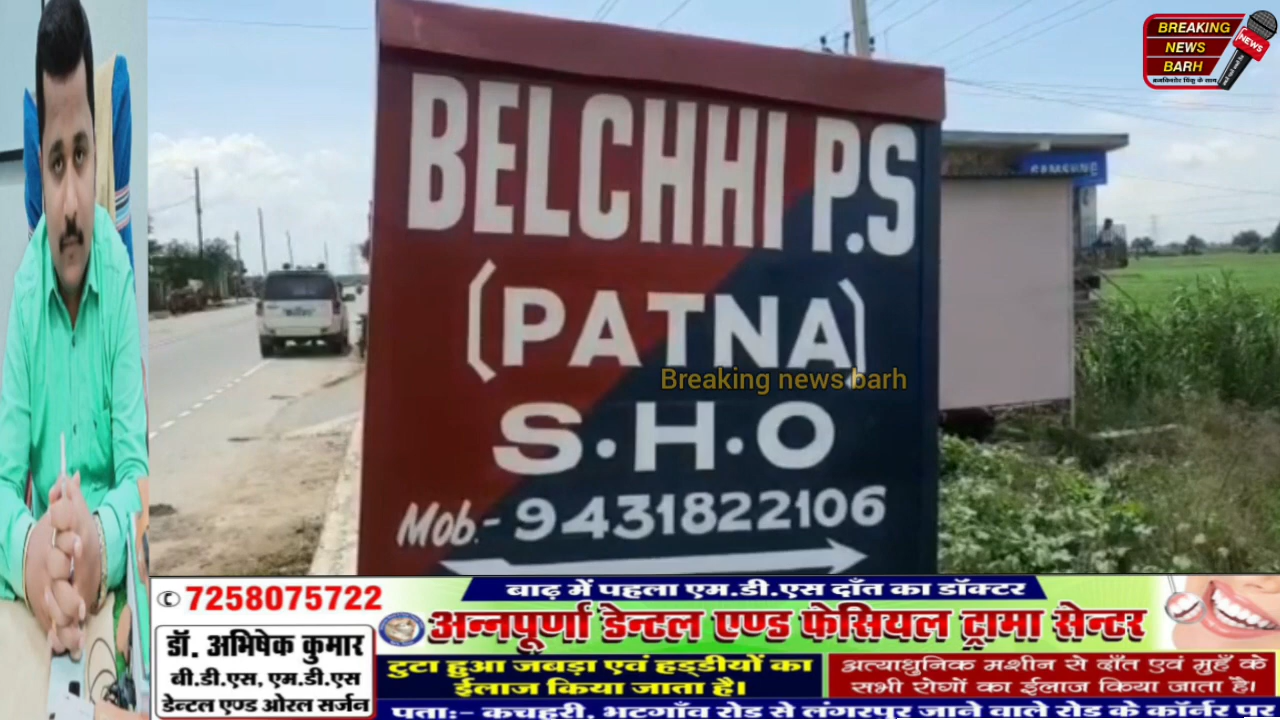 BREAKING
NEWS
BARH
NEWS
BELCHHI P.S
(PATNA)
S.H.O
Mob.- 9431822106
SAMSUNG
Breaking news barh
7258075722
डॉ. अभिषेक कुमार
बी.डी.एस, एम.डी.एस
डेन्टल एण्ड ओरल सर्जन
बाढ़ में पहला एम.डी.एस दाँत का डॉक्टर
अन्नपूर्णा डेन्टल एण्ड फेसियल ट्रामा सेन्टर
टुटा हुआ जबड़ा एवं हड्डीयों का
ईलाज किया जाता है।
अत्याधुनिक मशीन से दाँत एवं मुहँ के
सभी रोगों का ईलाज किया जाता है।
पता:- कचहरी, भटगाँव रोड से लंगरपुर जाने वाले रोड के कॉर्नर पर